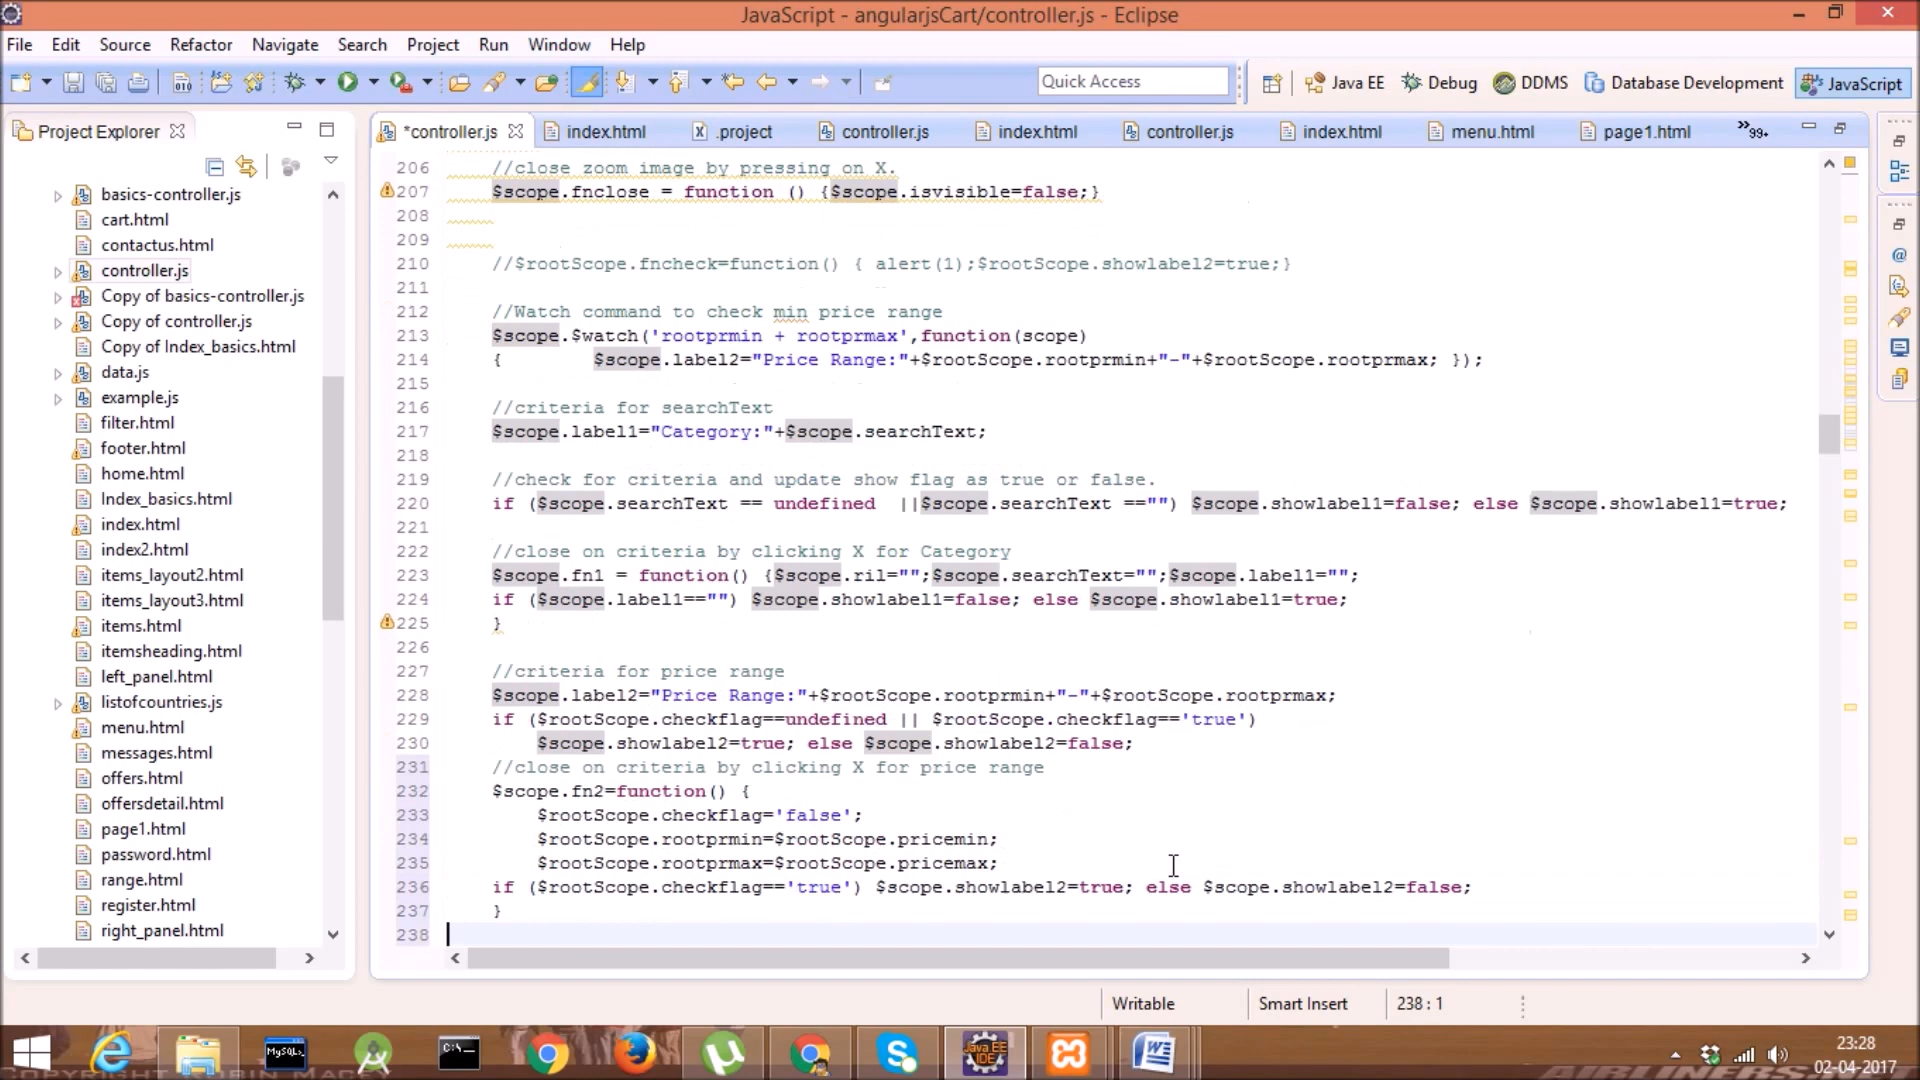 JavaScript - angularjsCart/controller.js - Eclipse
File Edit Source Refactor Navigate Search Project Run Window Help
Quick Access
Java EE Debug DDMS Database Development JavaScript
Project Explorer
*controller.js index.html .project controller.js index.html controller.js index.html menu.html page1.html »99+
basics-controller.js
cart.html
contactus.html
controller.js
Copy of basics-controller.js
Copy of controller.js
Copy of Index_basics.html
data.js
example.js
filter.html
footer.html
home.html
Index_basics.html
index.html
index2.html
items_layout2.html
items_layout3.html
items.html
itemsheading.html
left_panel.html
listofcountries.js
menu.html
messages.html
offers.html
offersdetail.html
page1.html
password.html
range.html
register.html
right_panel.html
206 //close zoom image by pressing on X.
207 $scope.fnclose = function () {$scope.isvisible=false;}
208
209
210 //$rootScope.fncheck=function() { alert(1);$rootScope.showlabel2=true;}
211
212 //Watch command to check min price range
213 $scope.$watch('rootprmin + rootprmax',function(scope)
214 { $scope.label2="Price Range:"+$rootScope.rootprmin+"-"+$rootScope.rootprmax; });
215
216 //criteria for searchText
217 $scope.label1="Category:"+$scope.searchText;
218
219 //check for criteria and update show flag as true or false.
220 if ($scope.searchText == undefined ||$scope.searchText =="") $scope.showlabel1=false; else $scope.showlabel1=true;
221
222 //close on criteria by clicking X for Category
223 $scope.fn1 = function() {$scope.ril="";$scope.searchText="";$scope.label1="";
224 if ($scope.label1=="") $scope.showlabel1=false; else $scope.showlabel1=true;
225 }
226
227 //criteria for price range
228 $scope.label2="Price Range:"+$rootScope.rootprmin+"-"+$rootScope.rootprmax;
229 if ($rootScope.checkflag==undefined || $rootScope.checkflag=='true')
230 $scope.showlabel2=true; else $scope.showlabel2=false;
231 //close on criteria by clicking X for price range
232 $scope.fn2=function() {
233 $rootScope.checkflag='false';
234 $rootScope.rootprmin=$rootScope.pricemin;
235 $rootScope.rootprmax=$rootScope.pricemax;
236 if ($rootScope.checkflag=='true') $scope.showlabel2=true; else $scope.showlabel2=false;
237 }
238
Writable Smart Insert 238 : 1
MySQL
C:\
Java EE IDE
23:28
02-04-2017